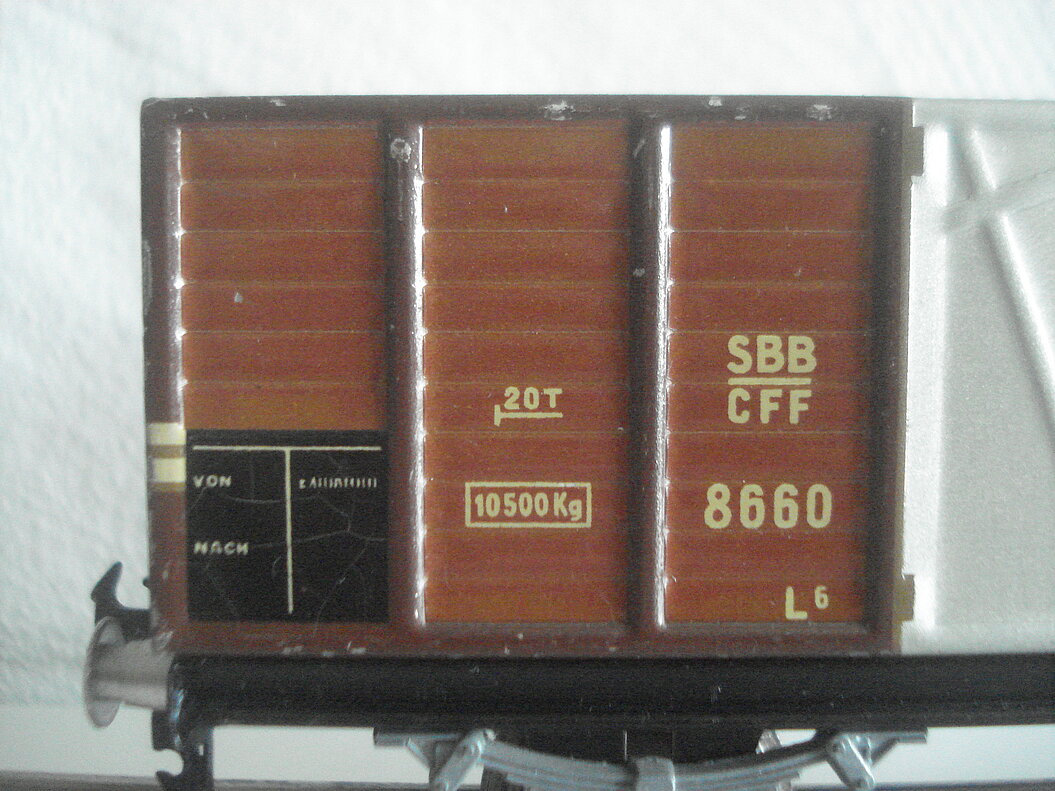 VON
NACH
20T
10500Kg
SBB
CFF
8660
L6